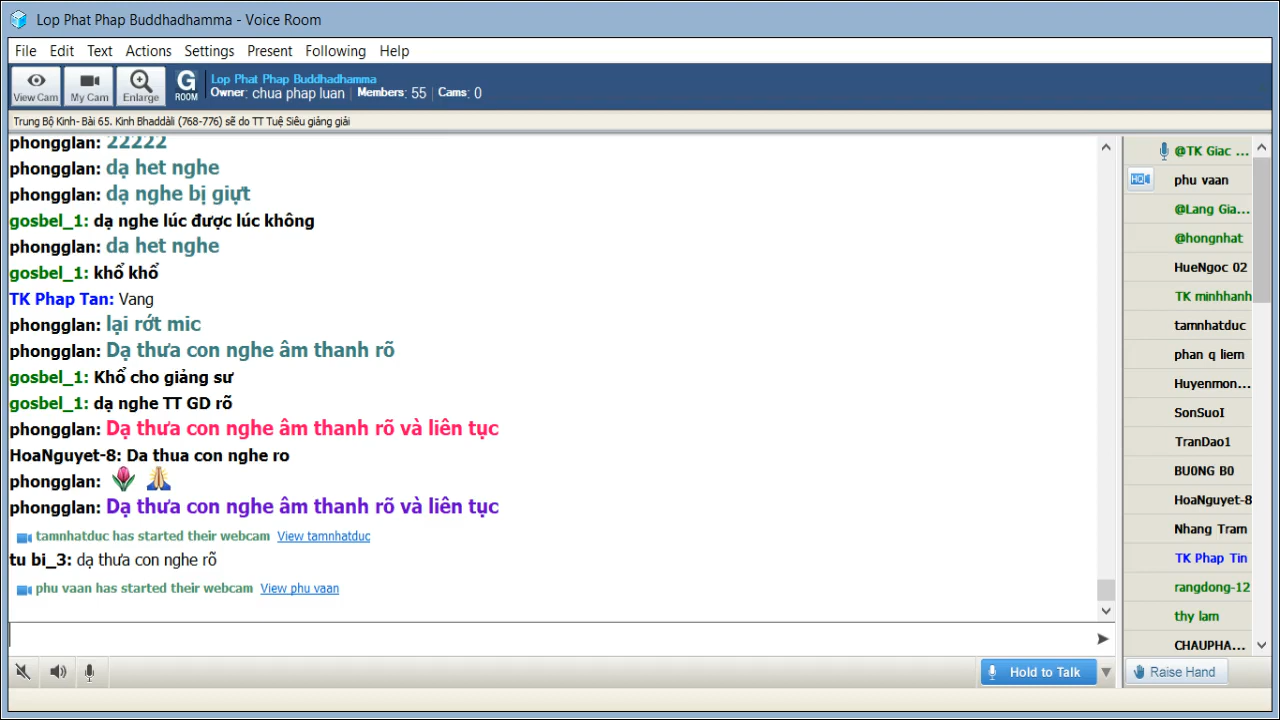 Lop Phat Phap Buddhadhamma - Voice Room
File Edit Text Actions Settings Present Following Help
View Cam My Cam Enlarge G ROOM
Lop Phat Phap Buddhadhamma
Owner: chua phap luan Members: 55 Cams: 0
Trung Bộ Kinh- Bài 65. Kinh Bhaddàli (768-776) sẽ do TT Tuệ Siêu giảng giải
phongglan: 22222
phongglan: dạ het nghe
phongglan: dạ nghe bị giựt
gosbel_1: dạ nghe lúc được lúc không
phongglan: da het nghe
gosbel_1: khổ khổ
TK Phap Tan: Vang
phongglan: lại rớt mic
phongglan: Dạ thưa con nghe âm thanh rõ
gosbel_1: Khổ cho giảng sư
gosbel_1: dạ nghe TT GD rõ
phongglan: Dạ thưa con nghe âm thanh rõ và liên tục
HoaNguyet-8: Da thua con nghe ro
phongglan:
phongglan: Dạ thưa con nghe âm thanh rõ và liên tục
tamnhatduc has started their webcam View tamnhatduc
tu bi_3: dạ thưa con nghe rõ
phu vaan has started their webcam View phu vaan
Hold to Talk
@TK Giac ...
HQ phu vaan
@Lang Gia...
@hongnhat
HueNgoc 02
TK minhhanh
tamnhatduc
phan q liem
Huyenmon...
SonSuoI
TranDao1
BU0NG B0
HoaNguyet-8
Nhang Tram
TK Phap Tin
rangdong-12
thy lam
CHAUPHA...
Raise Hand